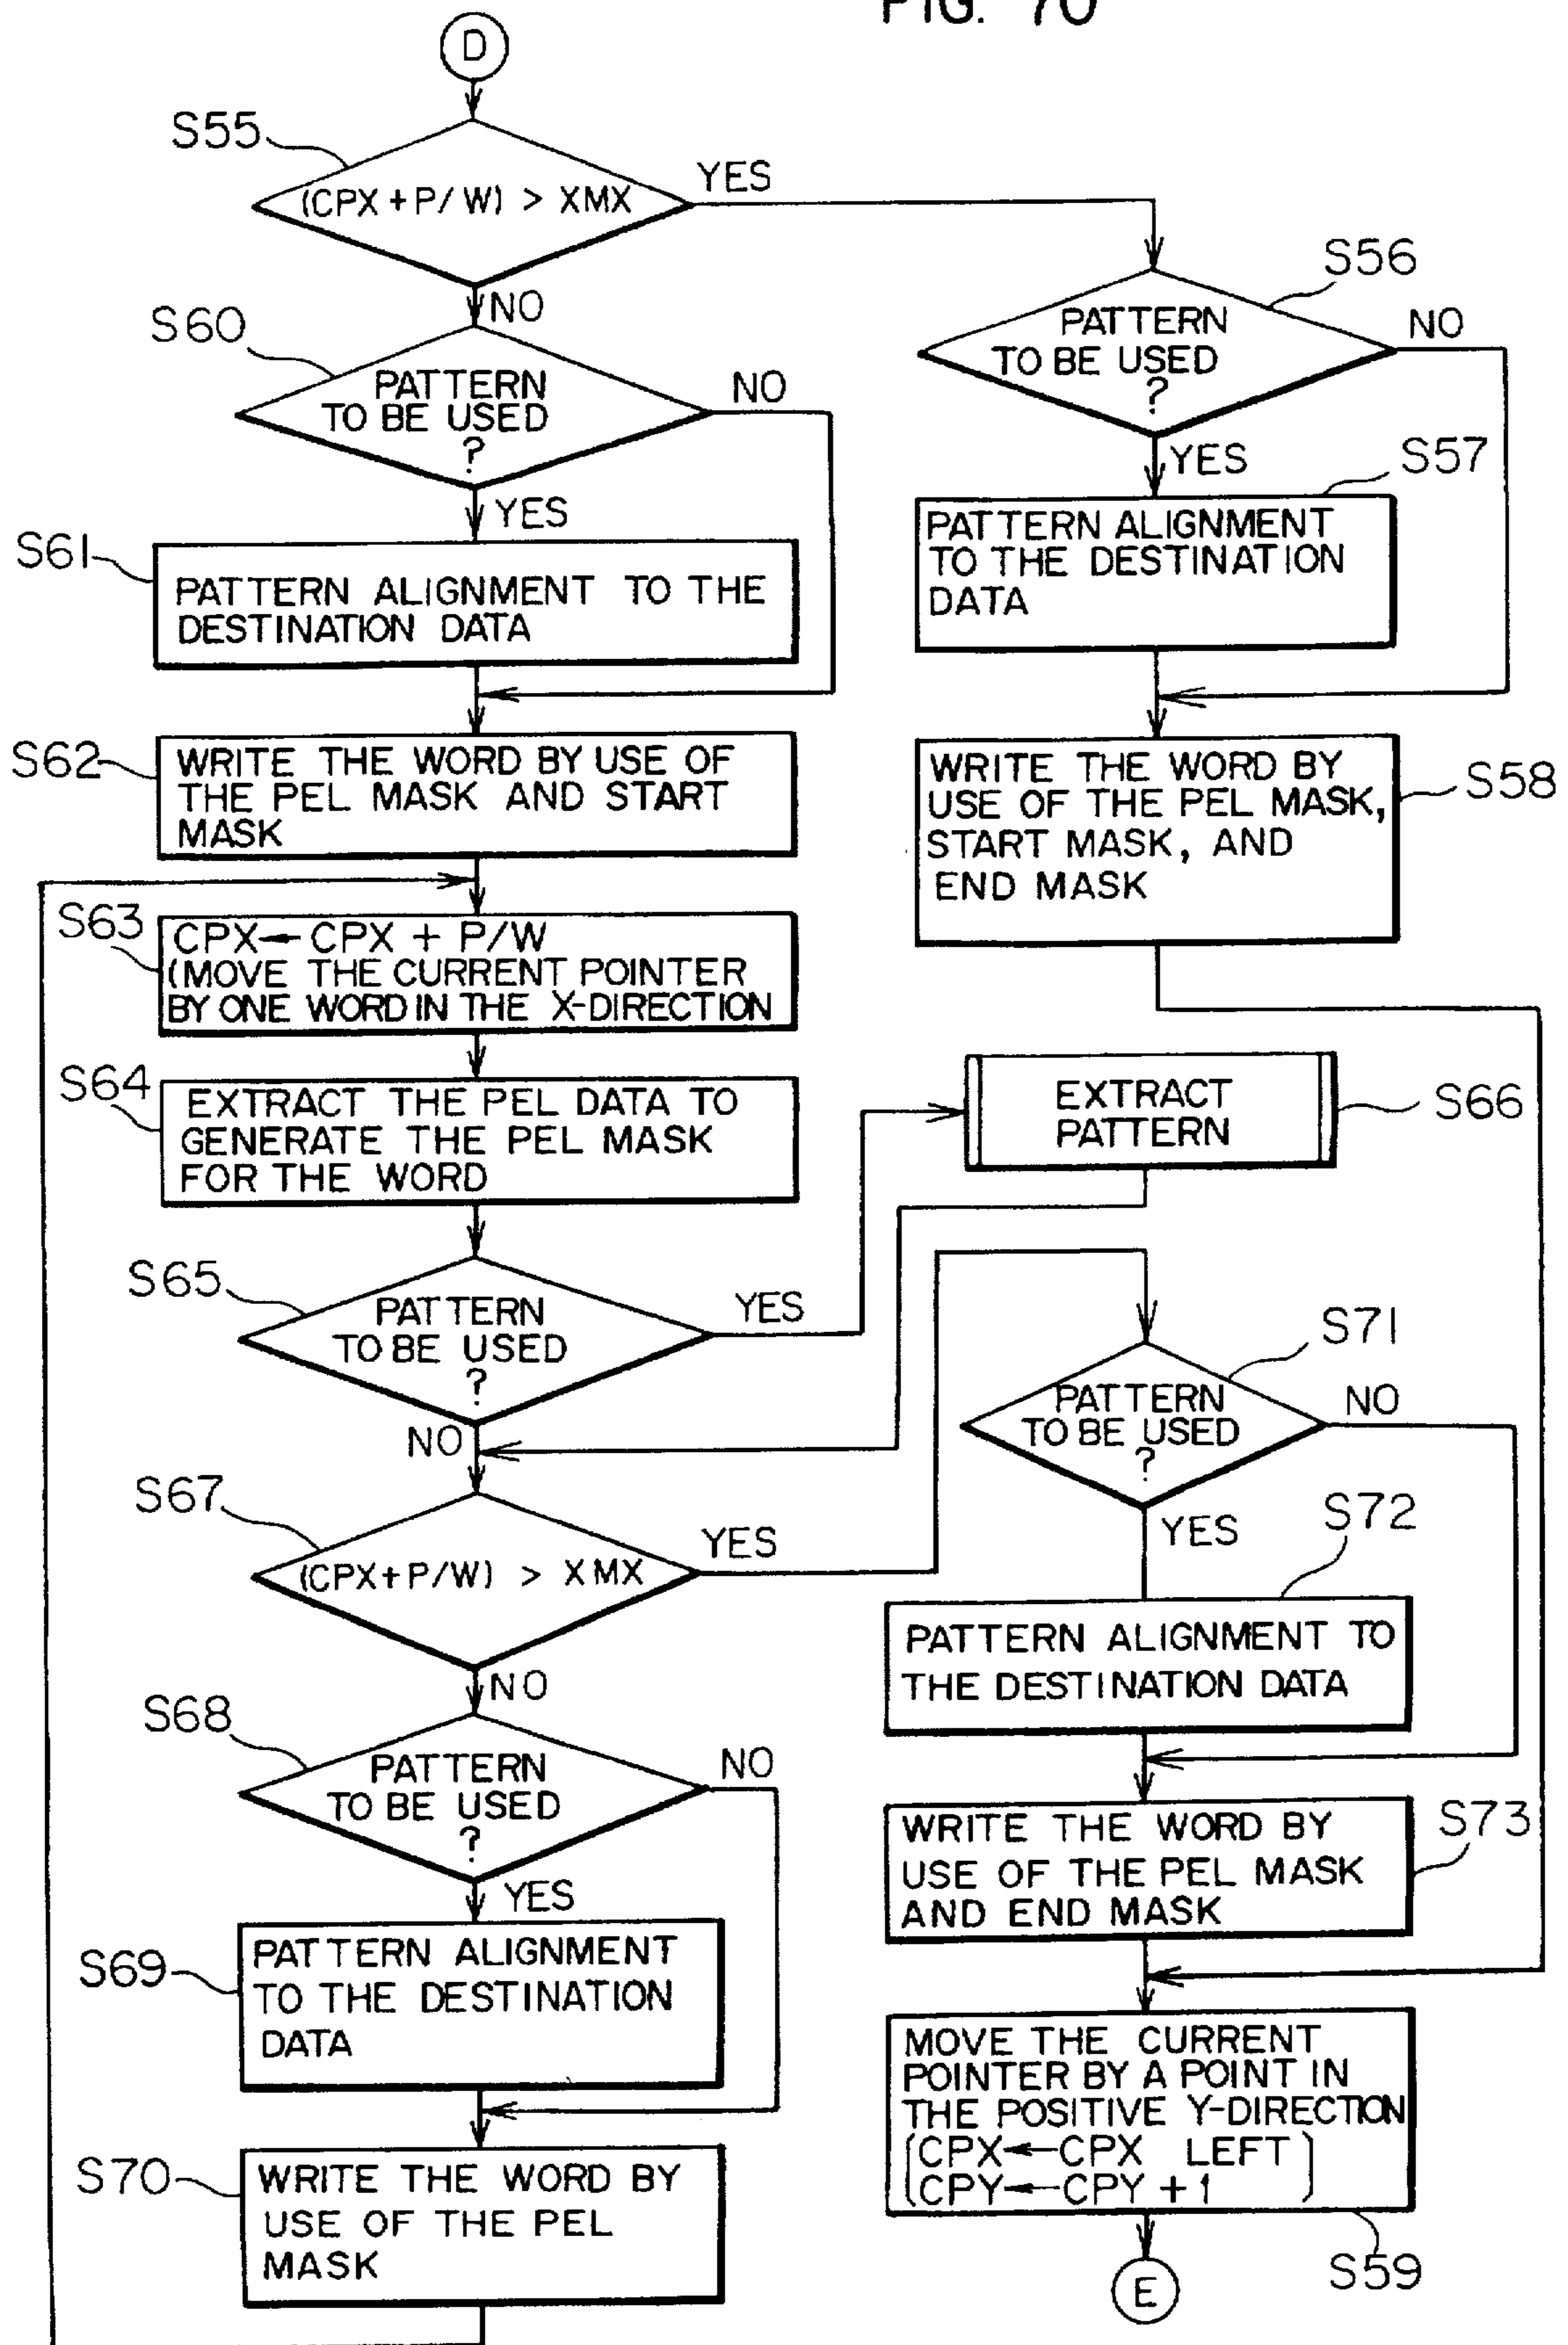 FIG. 70
D
S55
(CPX + P/W) > XMX
YES
NO
S60
PATTERN
TO BE USED
?
NO
YES
S61
PATTERN ALIGNMENT TO THE
DESTINATION DATA
S62
WRITE THE WORD BY USE OF
THE PEL MASK AND START
MASK
S63
CPX ← CPX + P/W
(MOVE THE CURRENT POINTER
BY ONE WORD IN THE X-DIRECTION
S64
EXTRACT THE PEL DATA TO
GENERATE THE PEL MASK
FOR THE WORD
S65
PATTERN
TO BE USED
?
YES
NO
S67
(CPX+P/W) > XMX
YES
NO
S68
PATTERN
TO BE USED
?
NO
YES
S69
PATTERN ALIGNMENT
TO THE DESTINATION
DATA
S70
WRITE THE WORD BY
USE OF THE PEL
MASK
S56
PATTERN
TO BE USED
?
NO
YES
S57
PATTERN ALIGNMENT
TO THE DESTINATION
DATA
S58
WRITE THE WORD BY
USE OF THE PEL MASK,
START MASK, AND
END MASK
S66
EXTRACT
PATTERN
S71
PATTERN
TO BE USED
?
NO
YES
S72
PATTERN ALIGNMENT TO
THE DESTINATION DATA
S73
WRITE THE WORD BY
USE OF THE PEL MASK
AND END MASK
MOVE THE CURRENT
POINTER BY A POINT IN
THE POSITIVE Y-DIRECTION
(CPX ← CPX LEFT)
(CPY ← CPY + 1)
S59
E